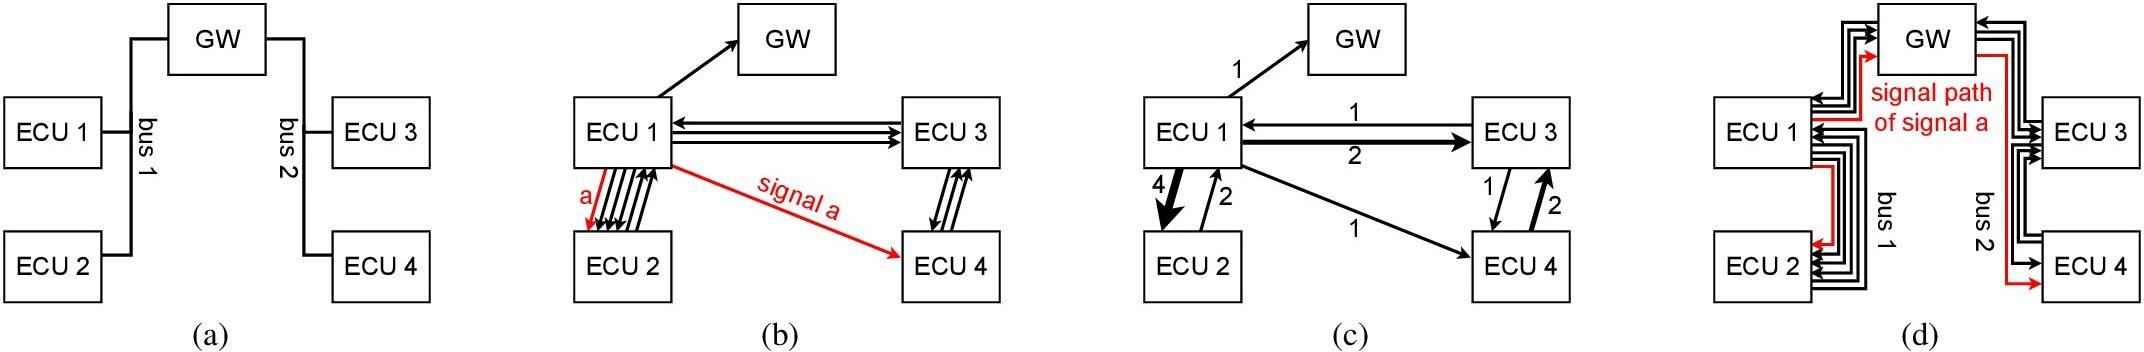 GW
ECU 1
ECU 2
bus 1
bus 2
ECU 3
ECU 4
(a)
GW
ECU 1
ECU 3
a
signal a
ECU 2
ECU 4
(b)
GW
1
ECU 1
1
2
ECU 3
4
2
1
1
2
ECU 2
ECU 4
(c)
GW
signal path
of signal a
ECU 1
ECU 3
bus 1
bus 2
ECU 2
ECU 4
(d)